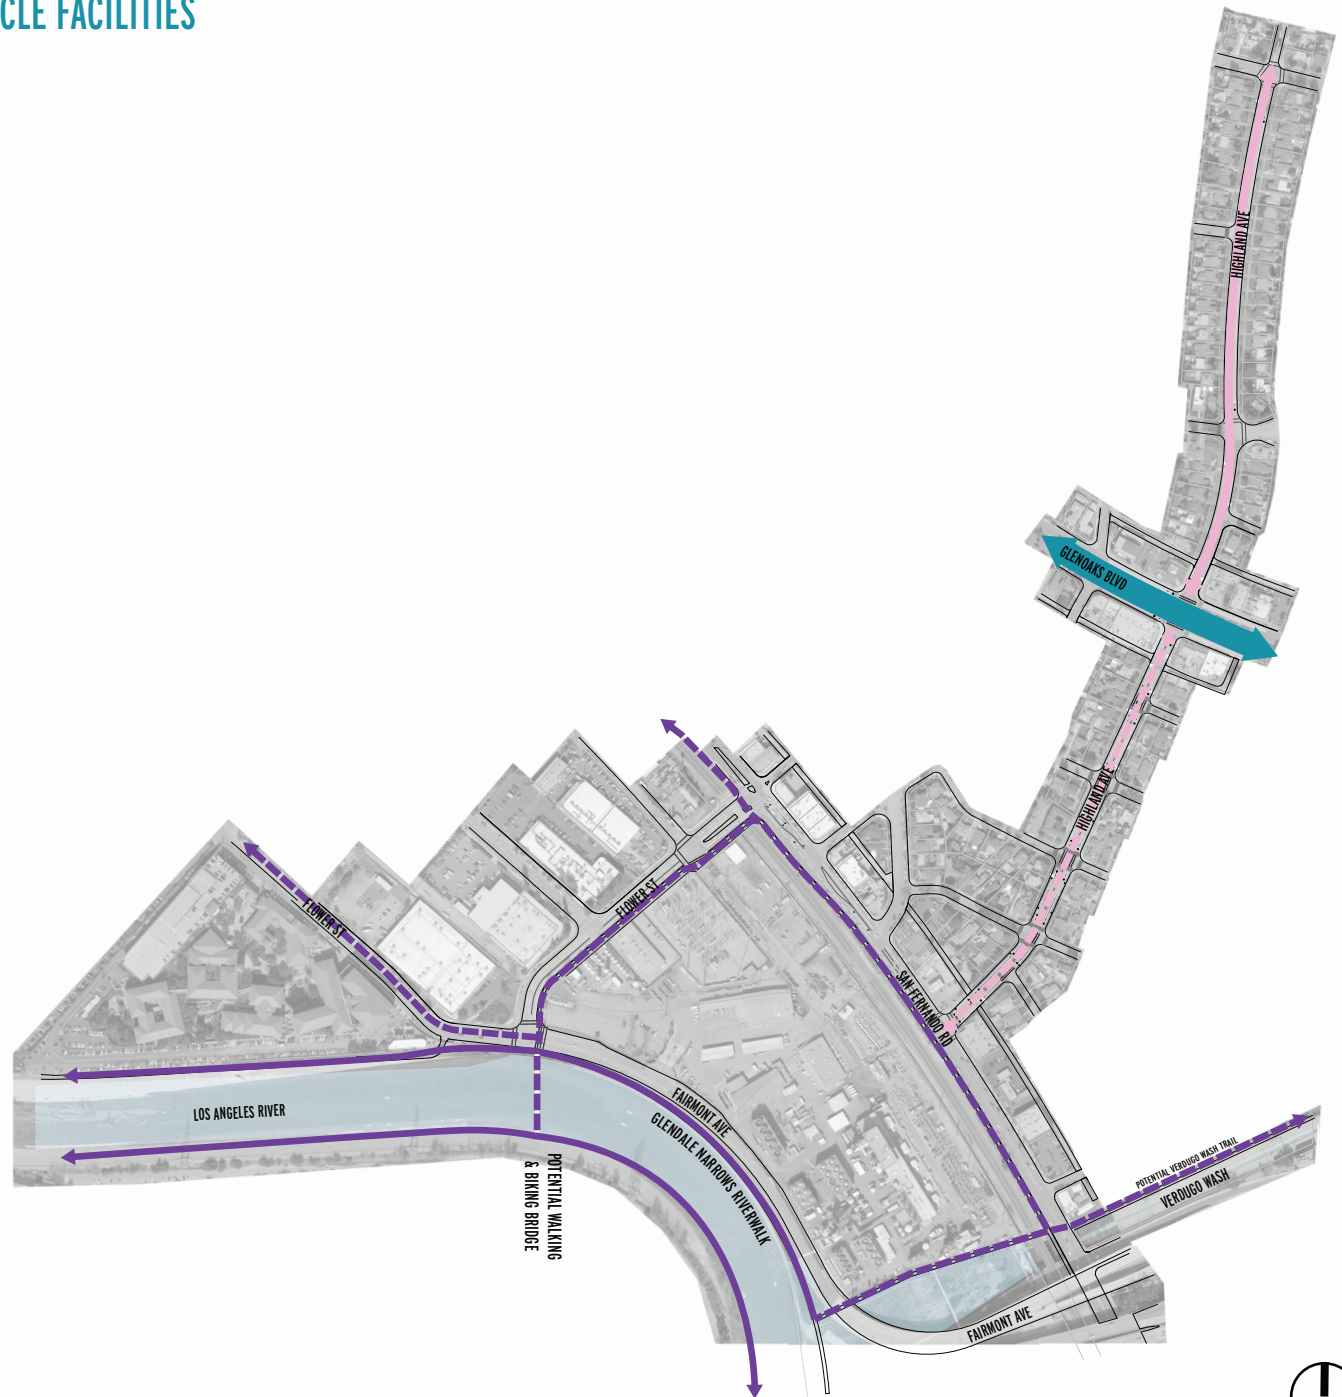 CLE FACILITIES
HIGHLAND AVE
GLENOAKS BLVD
HIGHLAND AVE
FLOWER ST
FLOWER ST
SAN FERNANDO RD
LOS ANGELES RIVER
FAIRMONT AVE
GLENDALE NARROWS RIVERWALK
POTENTIAL WALKING
& BIKING BRIDGE
POTENTIAL VERDUGO WASH TRAIL
VERDUGO WASH
FAIRMONT AVE